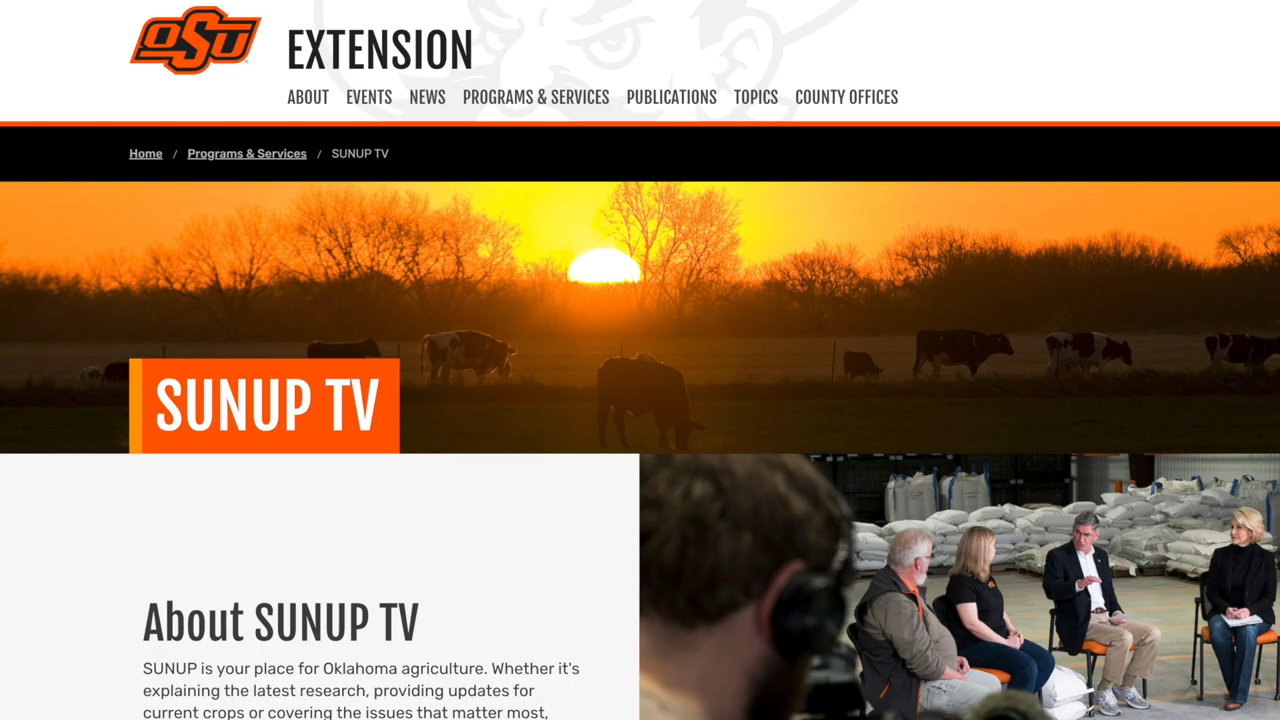 OSU
EXTENSION
ABOUT EVENTS NEWS PROGRAMS & SERVICES PUBLICATIONS TOPICS COUNTY OFFICES
Home / Programs & Services / SUNUP TV
SUNUP TV
About SUNUP TV
SUNUP is your place for Oklahoma agriculture. Whether it's
explaining the latest research, providing updates for
current crops or covering the issues that matter most,